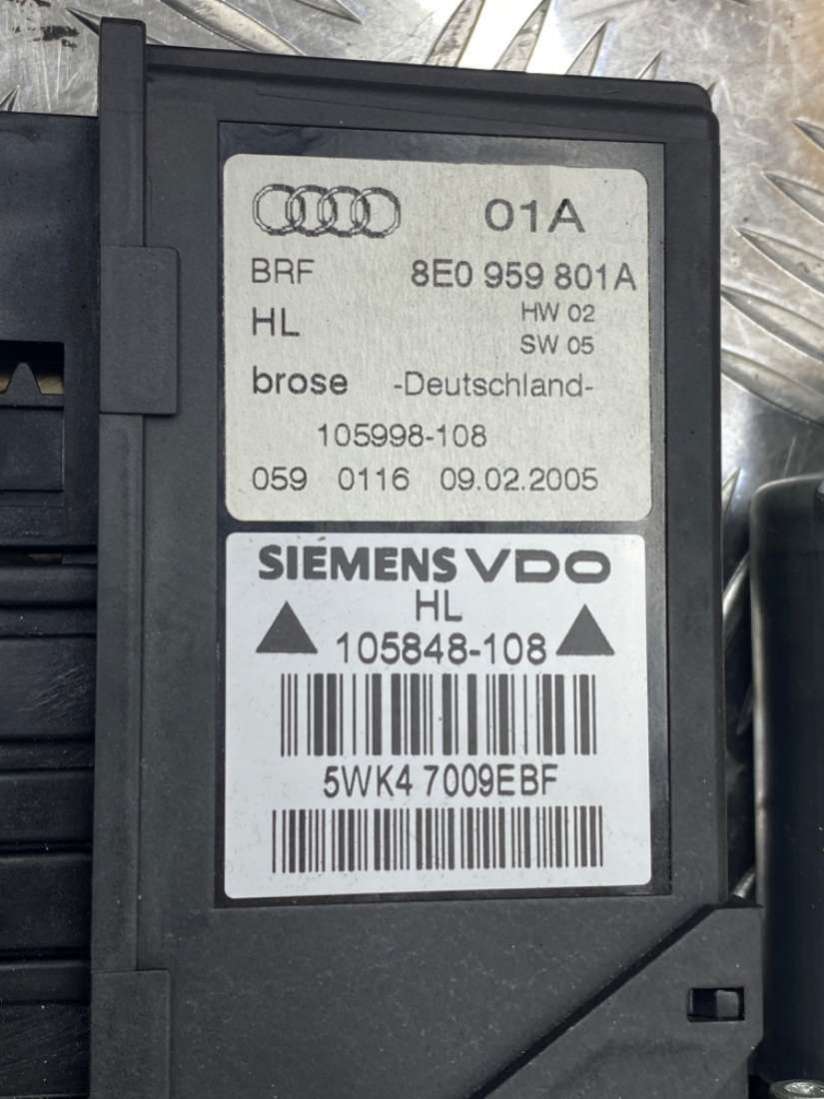 01A
BRF 8E0 959 801A
HL HW 02
SW 05
brose -Deutschland-
105998-108
059 0116 09.02.2005
SIEMENS VDO
HL
105848-108
5WK4 7009EBF